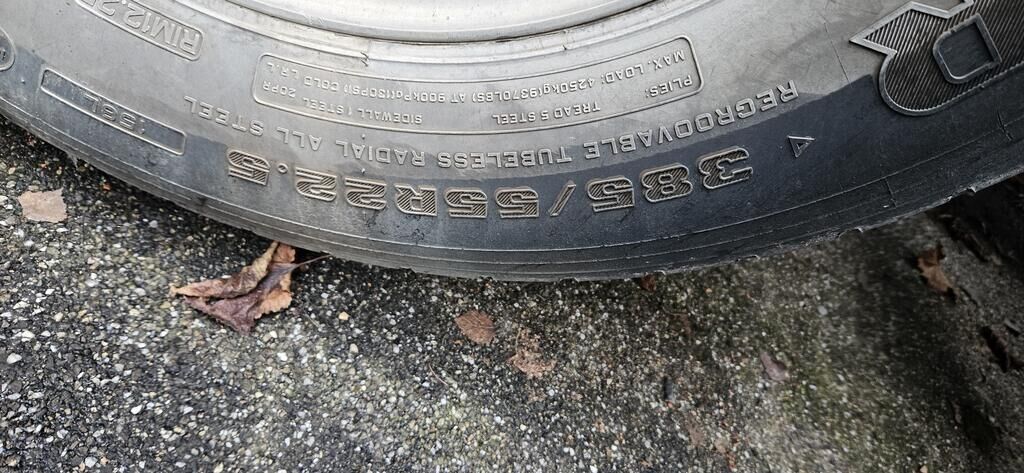 RIM12.2
PLIES: TREAD 5 STEEL SIDEWALL 1 STEEL 20PR
MAX. LOAD: 4250kg(9370LBS) AT 900kPa(130PSI) COLD L.R.L
REGROOVABLE TUBELESS RADIAL ALL STEEL
385/55R22.5